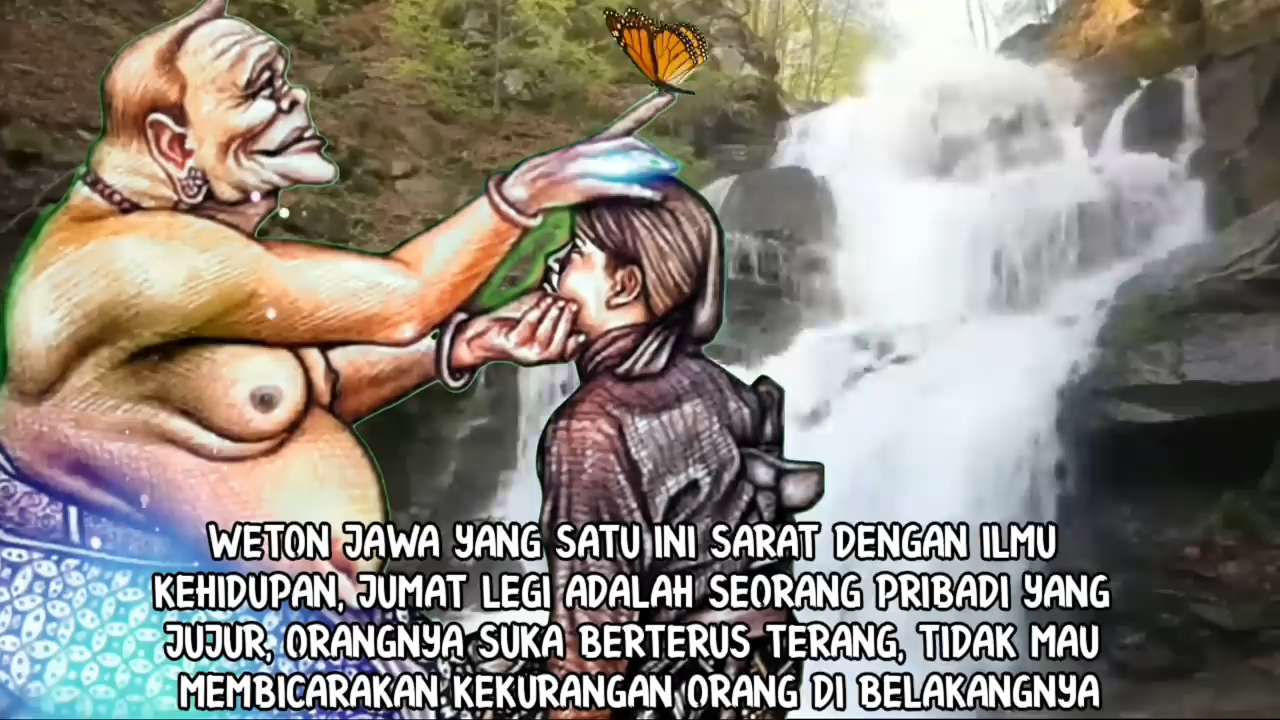 WETON JAWA YANG SATU INI SARAT DENGAN ILMU
KEHIDUPAN, JUMAT LEGI ADALAH SEORANG PRIBADI YANG
JUJUR, ORANGNYA SUKA BERTERUS TERANG, TIDAK MAU
MEMBICARAKAN KEKURANGAN ORANG DI BELAKANGNYA